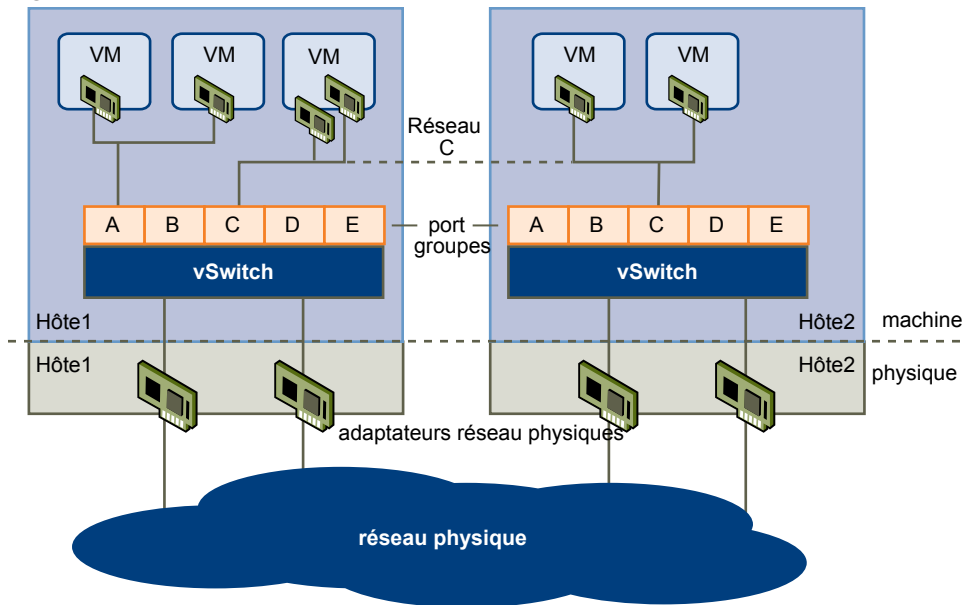 VM
VM
VM
VM
VM
Réseau
C
A B C D E
port
groupes
A B C D E
vSwitch
vSwitch
Hôte1
Hôte2
machine
Hôte1
Hôte2
physique
adaptateurs réseau physiques
réseau physique